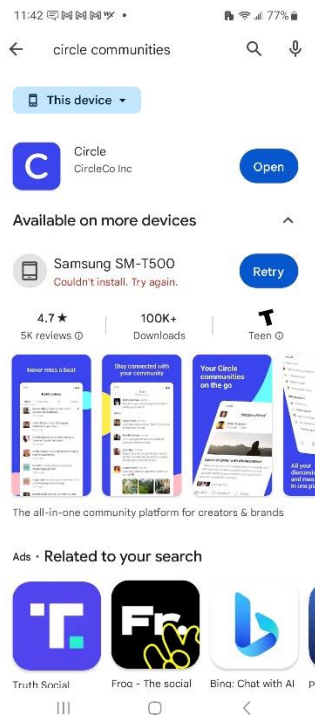 11:42
77%
circle communities
This device
C
Circle
CircleCo Inc
Open
Available on more devices
Samsung SM-T500
Couldn't install. Try again.
Retry
4.7★
100K+
T
5K reviews
Downloads
Teen
Never miss a beat
Stay connected with
your community
Your Circle
communities
on the go
All your
The all-in-one community platform for creators & brands
Ads · Related to your search
T.
Fr.
b
Truth Social
Frog - The social
Bing: Chat with AI
P